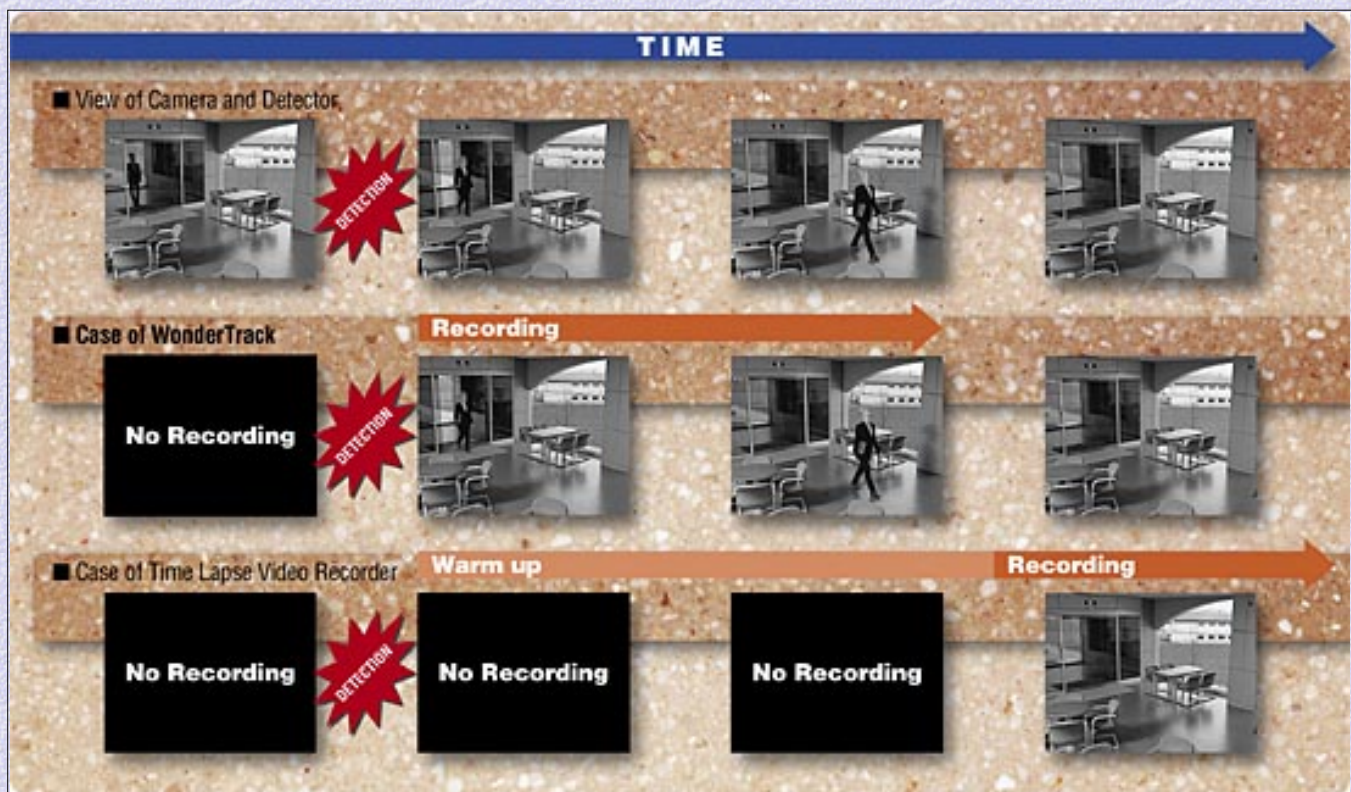 TIME
■ View of Camera and Detector
DETECTION
■ Case of WonderTrack
Recording
No Recording
DETECTION
■ Case of Time Lapse Video Recorder
Warm up
Recording
No Recording
DETECTION
No Recording
No Recording